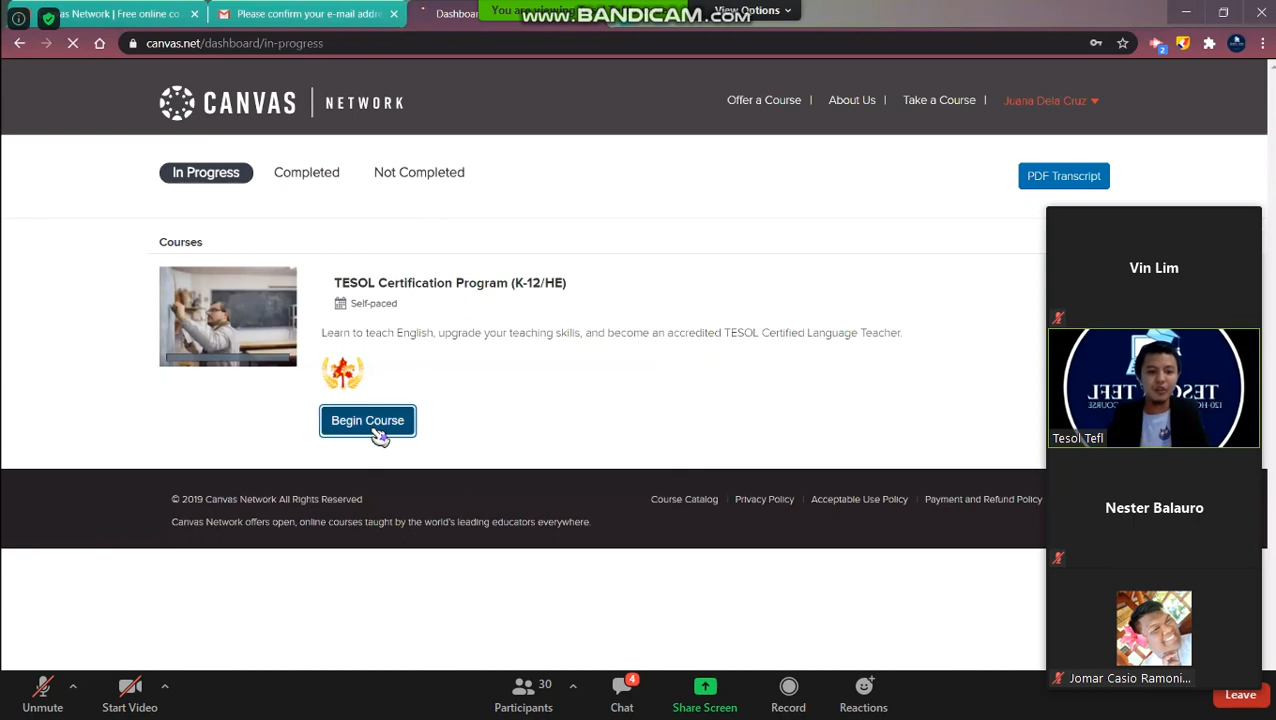 as Network | Free online co
Please confirm your e-mail addre
Dashboa
You are viewing
www.BANDICAM.com
View Options
canvas.net/dashboard/in-progress
2
CANVAS | NETWORK
Offer a Course |
About Us |
Take a Course |
Juana Dela Cruz
In Progress
Completed
Not Completed
PDF Transcript
Courses
TESOL Certification Program (K-12/HE)
Self-paced
Learn to teach English, upgrade your teaching skills, and become an accredited TESOL Certified Language Teacher.
Begin Course
© 2019 Canvas Network All Rights Reserved
Course Catalog | Privacy Policy | Acceptable Use Policy | Payment and Refund Policy
Canvas Network offers open, online courses taught by the world's leading educators everywhere.
Vin Lim
TESOL TEFL
Tesol Tefl
Nester Balauro
Jomar Casio Ramoni...
Unmute
Start Video
30
Participants
4
Chat
Share Screen
Record
Reactions
Leave